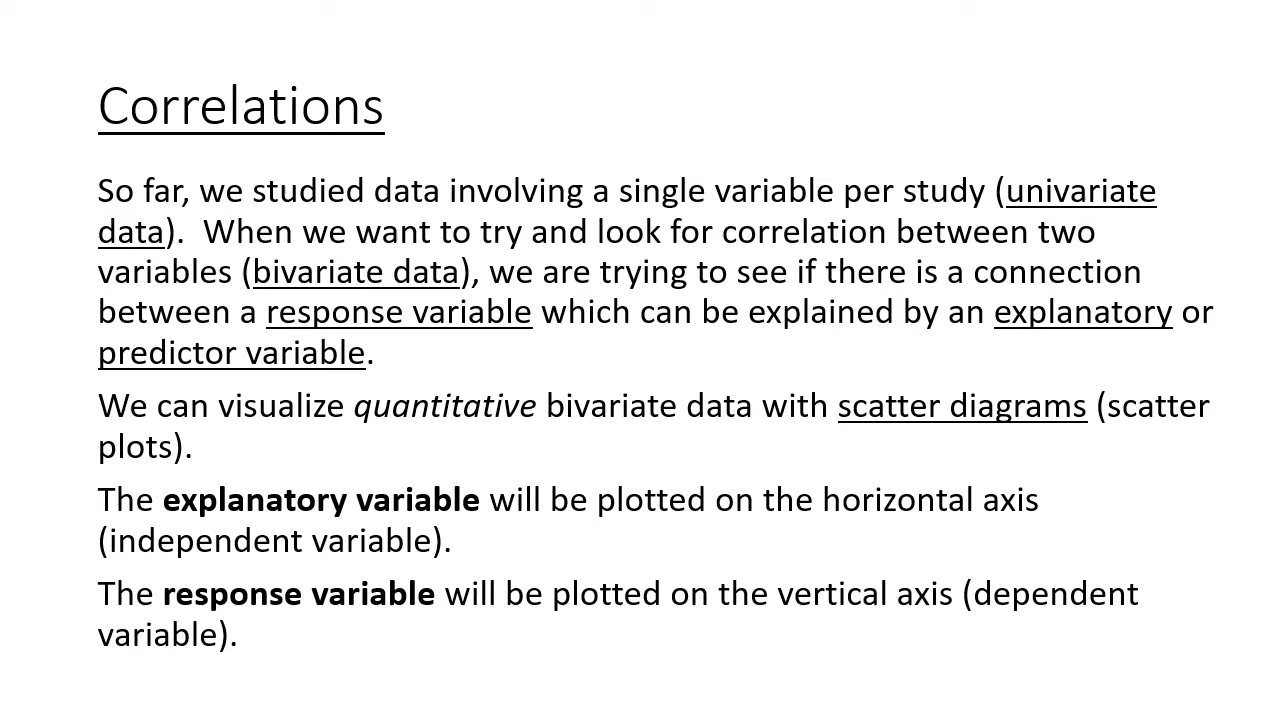 Correlations
So far, we studied data involving a single variable per study (univariate
data).  When we want to try and look for correlation between two
variables (bivariate data), we are trying to see if there is a connection
between a response variable which can be explained by an explanatory or
predictor variable.
We can visualize quantitative bivariate data with scatter diagrams (scatter
plots).
The explanatory variable will be plotted on the horizontal axis
(independent variable).
The response variable will be plotted on the vertical axis (dependent
variable).